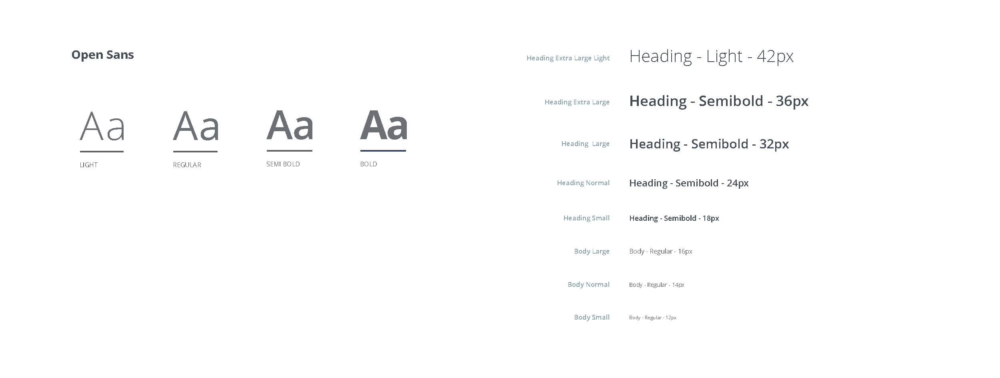 Open Sans
Aa Aa Aa Aa
LIGHT REGULAR SEMI BOLD BOLD
Heading Extra Large Light Heading - Light - 42px
Heading Extra Large Heading - Semibold - 36px
Heading Large Heading - Semibold - 32px
Heading Normal Heading - Semibold - 24px
Heading Small Heading - Semibold - 18px
Body Large Body - Regular - 16px
Body Normal Body - Regular - 14px
Body Small Body - Regular - 12px